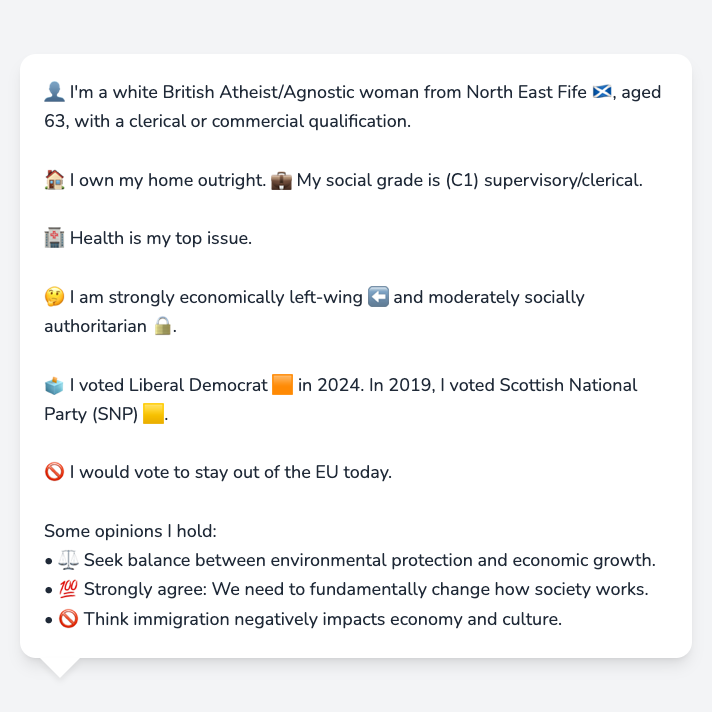 👤 I'm a white British Atheist/Agnostic woman from North East Fife 🏴󠁧󠁢󠁳󠁣󠁴󠁿, aged
63, with a clerical or commercial qualification.
🏠 I own my home outright. 💼 My social grade is (C1) supervisory/clerical.
🏥 Health is my top issue.
🤔 I am strongly economically left-wing ⬅️ and moderately socially
authoritarian 🔒.
🗳️ I voted Liberal Democrat 🟧 in 2024. In 2019, I voted Scottish National
Party (SNP) 🟨.
🚫 I would vote to stay out of the EU today.
Some opinions I hold:
• ⚖️ Seek balance between environmental protection and economic growth.
• 💯 Strongly agree: We need to fundamentally change how society works.
• 🚫 Think immigration negatively impacts economy and culture.